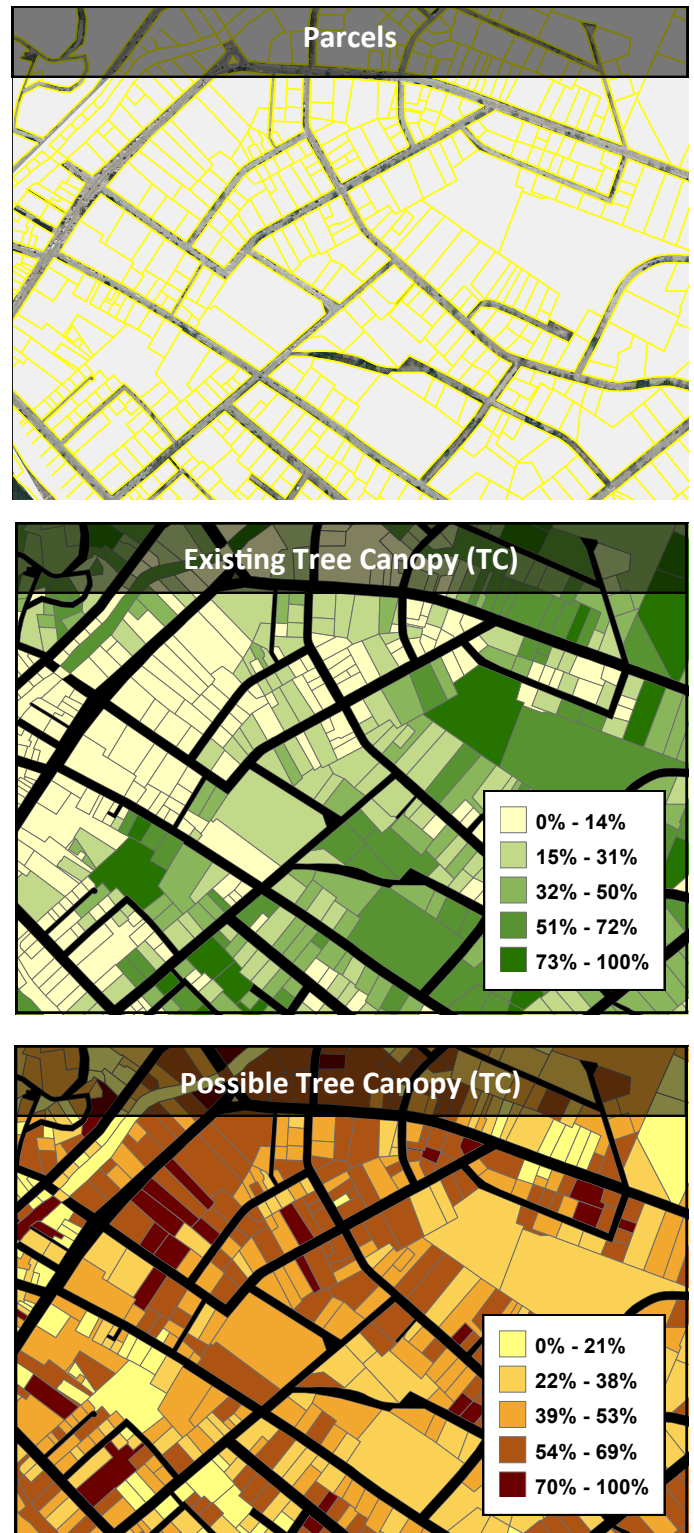 Parcels
Existing Tree Canopy (TC)
0% - 14%
15% - 31%
32% - 50%
51% - 72%
73% - 100%
Possible Tree Canopy (TC)
0% - 21%
22% - 38%
39% - 53%
54% - 69%
70% - 100%